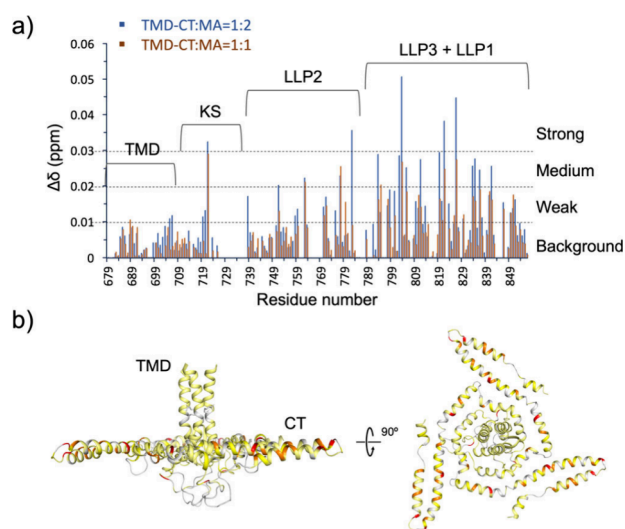 a)
TMD-CT:MA=1:2
TMD-CT:MA=1:1
0.06
0.05
0.04
0.03
0.02
0.01
0
Δδ (ppm)
TMD
KS
LLP2
LLP3 + LLP1
Strong
Medium
Weak
Background
679 689 699 709 719 729 739 749 759 769 779 789 799 809 819 829 839 849
Residue number
b)
TMD
CT
90º